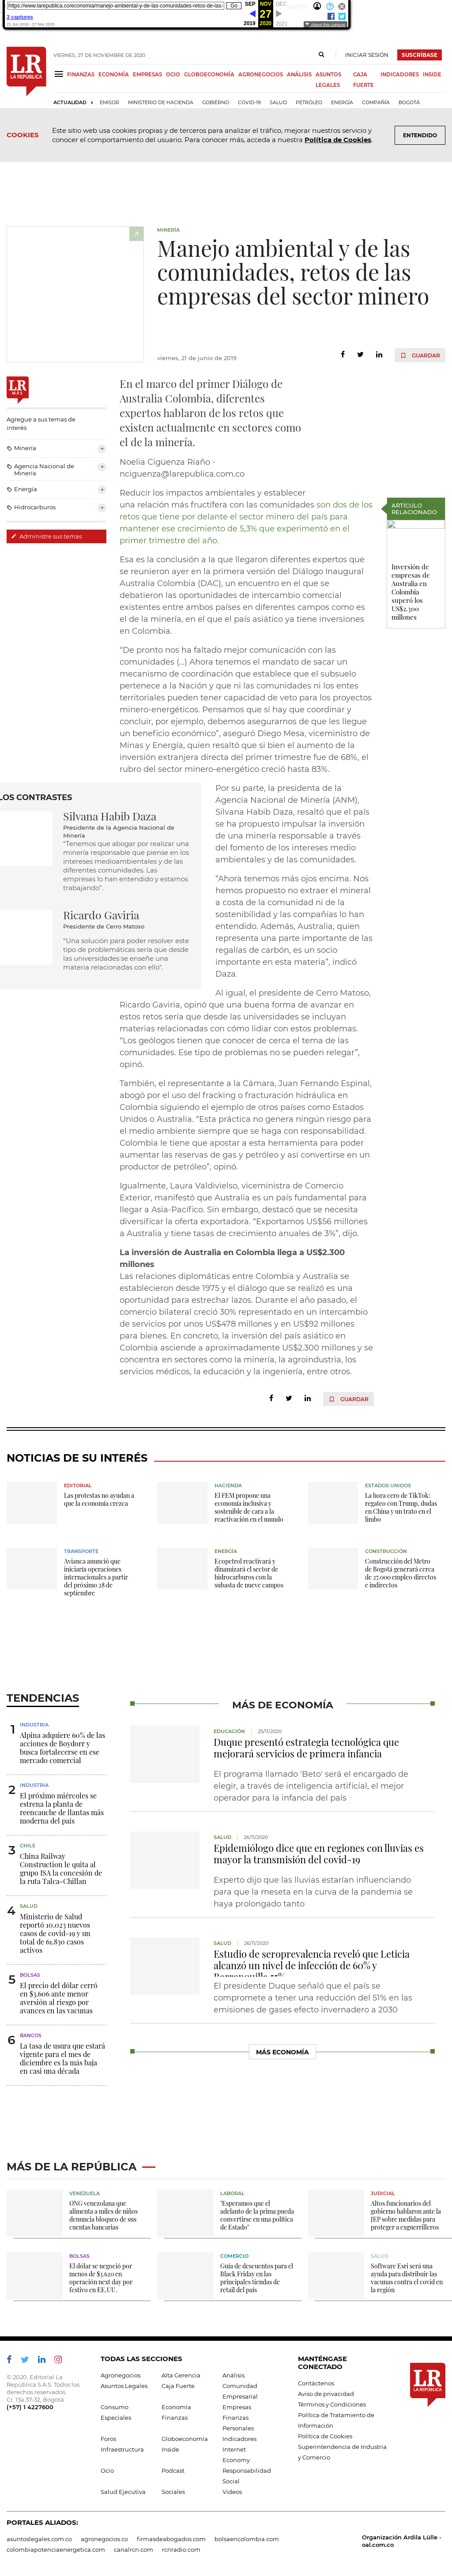 https://www.larepublica.co/economia/manejo-ambiental-y-de-las-comunidades-retos-de-las-
Go
SEP NOV DEC
27
2019 2020 2021
3 captures
21 Jun 2019 - 27 Nov 2020
About this capture
LR
LA REPÚBLICA
VIERNES, 27 DE NOVIEMBRE DE 2020
INICIAR SESIÓN
SUSCRÍBASE
FINANZAS ECONOMÍA EMPRESAS OCIO GLOBOECONOMÍA AGRONEGOCIOS ANÁLISIS ASUNTOS LEGALES CAJA FUERTE INDICADORES INSIDE
ACTUALIDAD EMISOR MINISTERIO DE HACIENDA GOBIERNO COVID-19 SALUD PETRÓLEO ENERGÍA COMPAÑÍA BOGOTÁ
COOKIES
Este sitio web usa cookies propias y de terceros para analizar el tráfico, mejorar nuestros servicio y conocer el comportamiento del usuario. Para conocer más, acceda a nuestra Política de Cookies.
ENTENDIDO
MINERÍA
Manejo ambiental y de las comunidades, retos de las empresas del sector minero
viernes, 21 de junio de 2019
GUARDAR
LR
MÁS
Agregue a sus temas de interés
Minería
Agencia Nacional de Minería
Energía
Hidrocarburos
Administre sus temas
En el marco del primer Diálogo de Australia Colombia, diferentes expertos hablaron de los retos que existen actualmente en sectores como el de la minería.
Noelia Cigüenza Riaño - nciguenza@larepublica.com.co
Reducir los impactos ambientales y establecer una relación más fructífera con las comunidades son dos de los retos que tiene por delante el sector minero del país para mantener ese crecimiento de 5,3% que experimentó en el primer trimestre del año.
ARTÍCULO RELACIONADO
Inversión de empresas de Australia en Colombia superó los US$2.300 millones
Esa es la conclusión a la que llegaron diferentes expertos que se reunieron ayer en la primera versión del Diálogo Inaugural Australia Colombia (DAC), un encuentro en el que se debatieron las oportunidades de intercambio comercial existentes entre ambos países en diferentes campos como es el de la minería, en el que el país asiático ya tiene inversiones en Colombia.
“De pronto nos ha faltado mejor comunicación con las comunidades (...) Ahora tenemos el mandato de sacar un mecanismo que establece que debido a que el subsuelo pertenece a la Nación y que ni las comunidades ni los entes territoriales pueden tener capacidad de veto para los proyectos minero-energéticos. Pensamos que hay que coordinar y concluir, por ejemplo, debemos asegurarnos de que les llegue un beneficio económico”, aseguró Diego Mesa, viceministro de Minas y Energía, quien resaltó que si bien el aumento de la inversión extranjera directa del primer trimestre fue de 68%, el rubro del sector minero-energético creció hasta 83%.
LOS CONTRASTES
Silvana Habib Daza
Presidente de la Agencia Nacional de Minería
“Tenemos que abogar por realizar una minería responsable que piense en los intereses medioambientales y de las diferentes comunidades. Las empresas lo han entendido y estamos trabajando”.
Ricardo Gaviria
Presidente de Cerro Matoso
“Una solución para poder resolver este tipo de problemáticas sería que desde las universidades se enseñe una materia relacionada con ello”.
Por su parte, la presidenta de la Agencia Nacional de Minería (ANM), Silvana Habib Daza, resaltó que el país se ha propuesto impulsar la inversión de una minería responsable a través del fomento de los intereses medio ambientales y de las comunidades.
“Ahora tenemos más ojos encima. Nos hemos propuesto no extraer el mineral a costa de la comunidad ni de la sostenibilidad y las compañías lo han entendido. Además, Australia, quien representa una parte importante de las regalías de carbón, es un socio importante en esta materia”, indicó Daza.
Al igual, el presidente de Cerro Matoso, Ricardo Gaviria, opinó que una buena forma de avanzar en estos retos sería que desde las universidades se inculcaran como materias, cómo lidiar con estos problemas. “Los geólogos tienen que conocer de cerca el tema de las comunidades. Ese tipo de problemas no se pueden relegar”, opinó.
También, el representante a la Cámara, Juan Fernando Espinal, abogó por el uso del fracking o fracturación hidráulica en Colombia siguiendo el ejemplo de otros países como Estados Unidos o Australia. “Esta práctica no genera ningún riesgo al medio ambiente siempre que se haga con responsabilidad. Colombia le tiene que apostar a esta herramienta para poder aumentar las reservas de gas y petróleo y así convertirse en un productor de petróleo”, opinó.
Igualmente, Laura Valdivielso, viceministra de Comercio Exterior, manifestó que Australia es un país fundamental para llegar a Asia-Pacífico. Sin embargo, destacó que se necesita diversificar la oferta exportadora. “Exportamos US$56 millones a Australia y tiene tasas de crecimiento anuales de 3%”, dijo.
La inversión de Australia en Colombia llega a US$2.300 millones
Las relaciones diplomáticas entre Colombia y Australia se establecieron desde 1975 y el diálogo que se realizó es una oportunidad para estrechar lazos. Durante el año pasado, el comercio bilateral creció 30% representado en un intercambio de servicios por unos US$478 millones y en US$92 millones para bienes. En concreto, la inversión del país asiático en Colombia asciende a aproximadamente US$2.300 millones y se concentra en sectores como la minería, la agroindustria, los servicios médicos, la educación y la ingeniería, entre otros.
GUARDAR
NOTICIAS DE SU INTERÉS
EDITORIAL
Las protestas no ayudan a que la economía crezca
HACIENDA
El FEM propone una economía inclusiva y sostenible de cara a la reactivación en el mundo
ESTADOS UNIDOS
La hora cero de TikTok: regateo con Trump, dudas en China y un trato en el limbo
TRANSPORTE
Avianca anunció que iniciaría operaciones internacionales a partir del próximo 28 de septiembre
ENERGÍA
Ecopetrol reactivará y dinamizará el sector de hidrocarburos con la subasta de nueve campos
CONSTRUCCIÓN
Construcción del Metro de Bogotá generará cerca de 27.000 empleo directos e indirectos
TENDENCIAS
1
INDUSTRIA
Alpina adquiere 60% de las acciones de Boydorr y busca fortalecerse en ese mercado comercial
2
INDUSTRIA
El próximo miércoles se estrena la planta de reencauche de llantas más moderna del país
3
CHILE
China Railway Construction le quita al grupo ISA la concesión de la ruta Talca-Chillan
4
SALUD
Ministerio de Salud reportó 10.023 nuevos casos de covid-19 y un total de 61.830 casos activos
5
BOLSAS
El precio del dólar cerró en $3.606 ante menor aversión al riesgo por avances en las vacunas
6
BANCOS
La tasa de usura que estará vigente para el mes de diciembre es la más baja en casi una década
MÁS DE ECONOMÍA
EDUCACIÓN 25/11/2020
Duque presentó estrategia tecnológica que mejorará servicios de primera infancia
El programa llamado 'Beto' será el encargado de elegir, a través de inteligencia artificial, el mejor operador para la infancia del país
SALUD 26/11/2020
Epidemiólogo dice que en regiones con lluvias es mayor la transmisión del covid-19
Experto dijo que las lluvias estarían influenciando para que la meseta en la curva de la pandemia se haya prolongado tanto
SALUD 26/11/2020
Estudio de seroprevalencia reveló que Leticia alcanzó un nivel de infección de 60% y
El presidente Duque señaló que el país se compromete a tener una reducción del 51% en las emisiones de gases efecto invernadero a 2030
MÁS ECONOMÍA
MÁS DE LA REPÚBLICA
VENEZUELA
ONG venezolana que alimenta a miles de niños denuncia bloqueo de sus cuentas bancarias
LABORAL
"Esperamos que el adelanto de la prima pueda convertirse en una política de Estado"
JUDICIAL
Altos funcionarios del gobierno hablaron ante la JEP sobre medidas para proteger a exguerrilleros
BOLSAS
El dólar se negoció por menos de $3.620 en operación next day por festivo en EE.UU.
COMERCIO
Guía de descuentos para el Black Friday en las principales tiendas de retail del país
SALUD
Software Esri será una ayuda para distribuir las vacunas contra el covid en la región
© 2020, Editorial La República S.A.S. Todos los derechos reservados.
Cr. 13a 37-32, Bogotá
(+57) 1 4227600
TODAS LAS SECCIONES
Agronegocios Alta Gerencia Análisis
Asuntos Legales Caja Fuerte Comunidad Empresarial
Consumo Economía Empresas
Especiales Finanzas Finanzas Personales
Foros Globoeconomía Indicadores
Infraestructura Inside Internet Economy
Ocio Podcast Responsabilidad Social
Salud Ejecutiva Sociales Videos
MANTÉNGASE CONECTADO
Contáctenos
Aviso de privacidad
Términos y Condiciones
Política de Tratamiento de Información
Política de Cookies
Superintendencia de Industria y Comercio
LR
LA REPÚBLICA
PORTALES ALIADOS:
asuntoslegales.com.co agronegocios.co firmasdeabogados.com bolsaencolombia.com
colombiapotenciaenergetica.com canalrcn.com rcnradio.com
Organización Ardila Lülle - oal.com.co